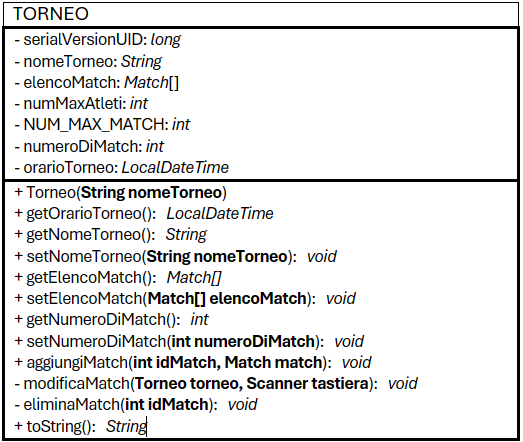 TORNEO
- serialVersionUID: long
- nomeTorneo: String
- elencoMatch: Match[]
- numMaxAtleti: int
- NUM_MAX_MATCH: int
- numeroDiMatch: int
- orarioTorneo: LocalDateTime
+ Torneo(String nomeTorneo)
+ getOrarioTorneo(): LocalDateTime
+ getNomeTorneo(): String
+ setNomeTorneo(String nomeTorneo): void
+ getElencoMatch(): Match[]
+ setElencoMatch(Match[] elencoMatch): void
+ getNumeroDiMatch(): int
+ setNumeroDiMatch(int numeroDiMatch): void
+ aggiungiMatch(int idMatch, Match match): void
- modificaMatch(Torneo torneo, Scanner tastiera): void
- eliminaMatch(int idMatch): void
+ toString(): String